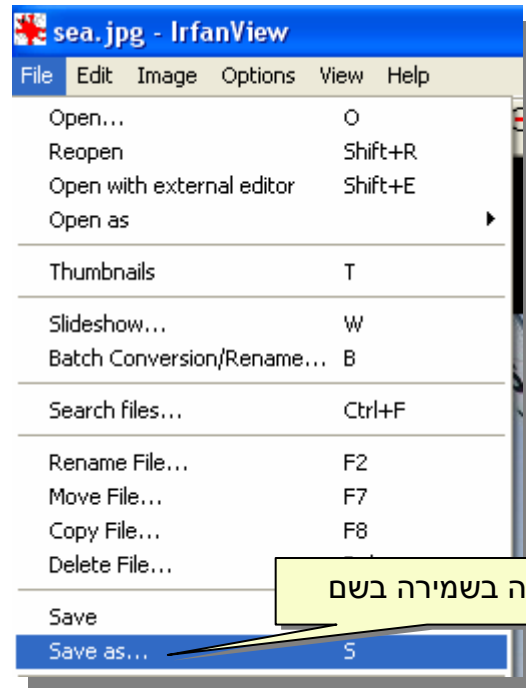 sea.jpg - IrfanView
File Edit Image Options View Help
Open... O
Reopen Shift+R
Open with external editor Shift+E
Open as
Thumbnails T
Slideshow... W
Batch Conversion/Rename... B
Search files... Ctrl+F
Rename File... F2
Move File... F7
Copy File... F8
Delete File...
בשמירה בשם
Save
Save as... S